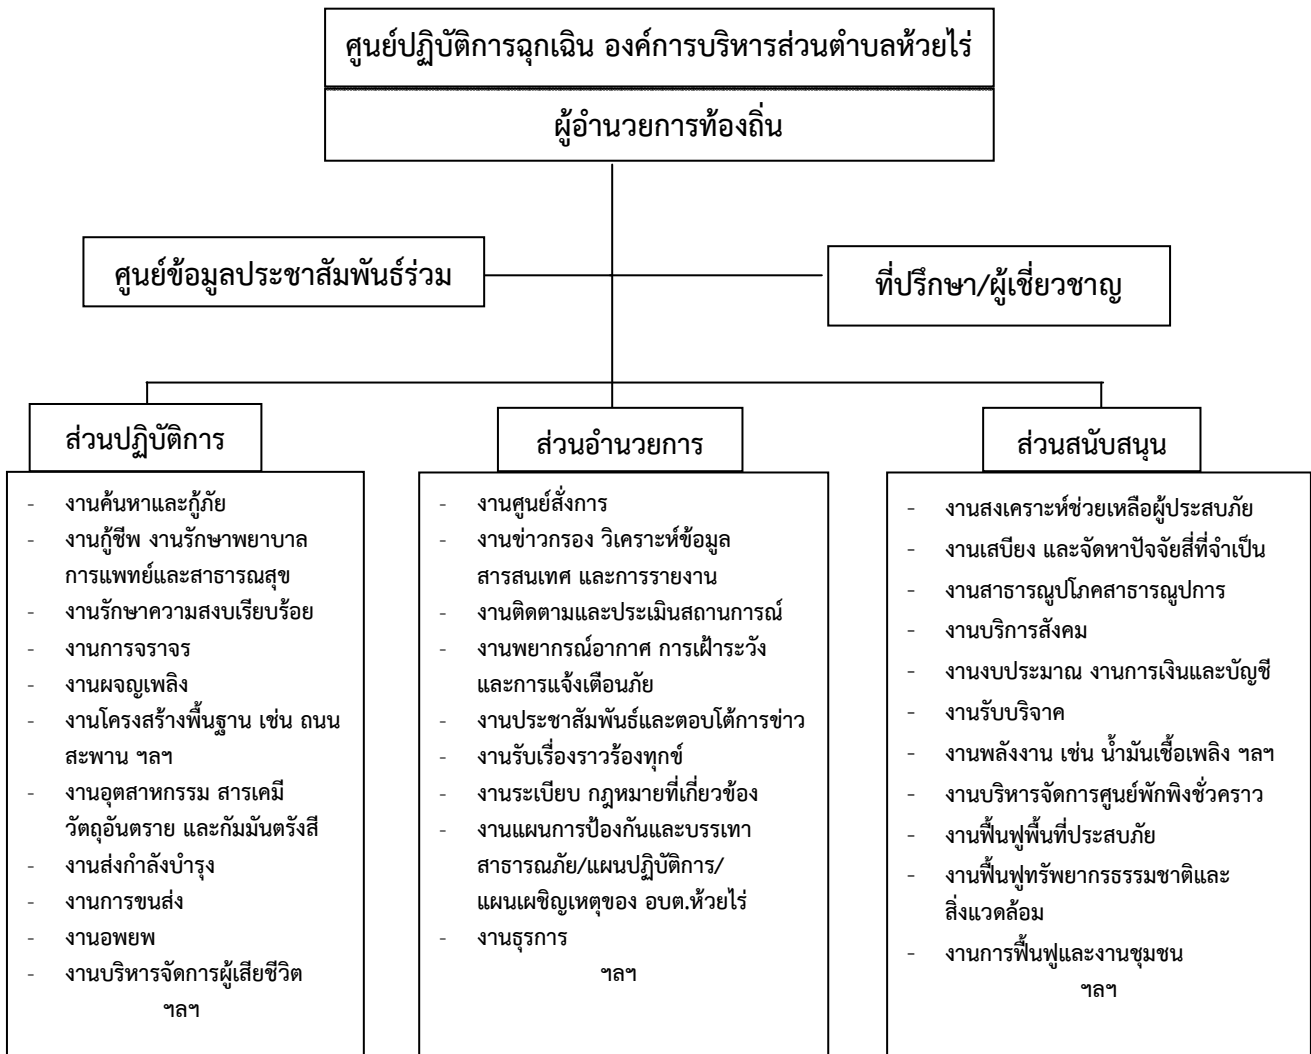 ศูนย์ปฏิบัติการฉุกเฉิน องค์การบริหารส่วนตำบลห้วยไร่
ผู้อำนวยการท้องถิ่น
ศูนย์ข้อมูลประชาสัมพันธ์ร่วม
ที่ปรึกษา/ผู้เชี่ยวชาญ
ส่วนปฏิบัติการ
- งานค้นหาและกู้ภัย
- งานกู้ชีพ งานรักษาพยาบาล
การแพทย์และสาธารณสุข
- งานรักษาความสงบเรียบร้อย
- งานการจราจร
- งานผจญเพลิง
- งานโครงสร้างพื้นฐาน เช่น ถนน
สะพาน ฯลฯ
- งานอุตสาหกรรม สารเคมี
วัตถุอันตราย และกัมมันตรังสี
- งานส่งกำลังบำรุง
- งานการขนส่ง
- งานอพยพ
- งานบริหารจัดการผู้เสียชีวิต
ฯลฯ
ส่วนอำนวยการ
- งานศูนย์สั่งการ
- งานข่าวกรอง วิเคราะห์ข้อมูล
สารสนเทศ และการรายงาน
- งานติดตามและประเมินสถานการณ์
- งานพยากรณ์อากาศ การเฝ้าระวัง
และการแจ้งเตือนภัย
- งานประชาสัมพันธ์และตอบโต้การข่าว
- งานรับเรื่องราวร้องทุกข์
- งานระเบียบ กฎหมายที่เกี่ยวข้อง
- งานแผนการป้องกันและบรรเทา
สาธารณภัย/แผนปฏิบัติการ/
แผนเผชิญเหตุของ อบต.ห้วยไร่
- งานธุรการ
ฯลฯ
ส่วนสนับสนุน
- งานสงเคราะห์ช่วยเหลือผู้ประสบภัย
- งานเสบียง และจัดหาปัจจัยสี่ที่จำเป็น
- งานสาธารณูปโภคสาธารณูปการ
- งานบริการสังคม
- งานงบประมาณ งานการเงินและบัญชี
- งานรับบริจาค
- งานพลังงาน เช่น น้ำมันเชื้อเพลิง ฯลฯ
- งานบริหารจัดการศูนย์พักพิงชั่วคราว
- งานฟื้นฟูพื้นที่ประสบภัย
- งานฟื้นฟูทรัพยากรธรรมชาติและ
สิ่งแวดล้อม
- งานการฟื้นฟูและงานชุมชน
ฯลฯ